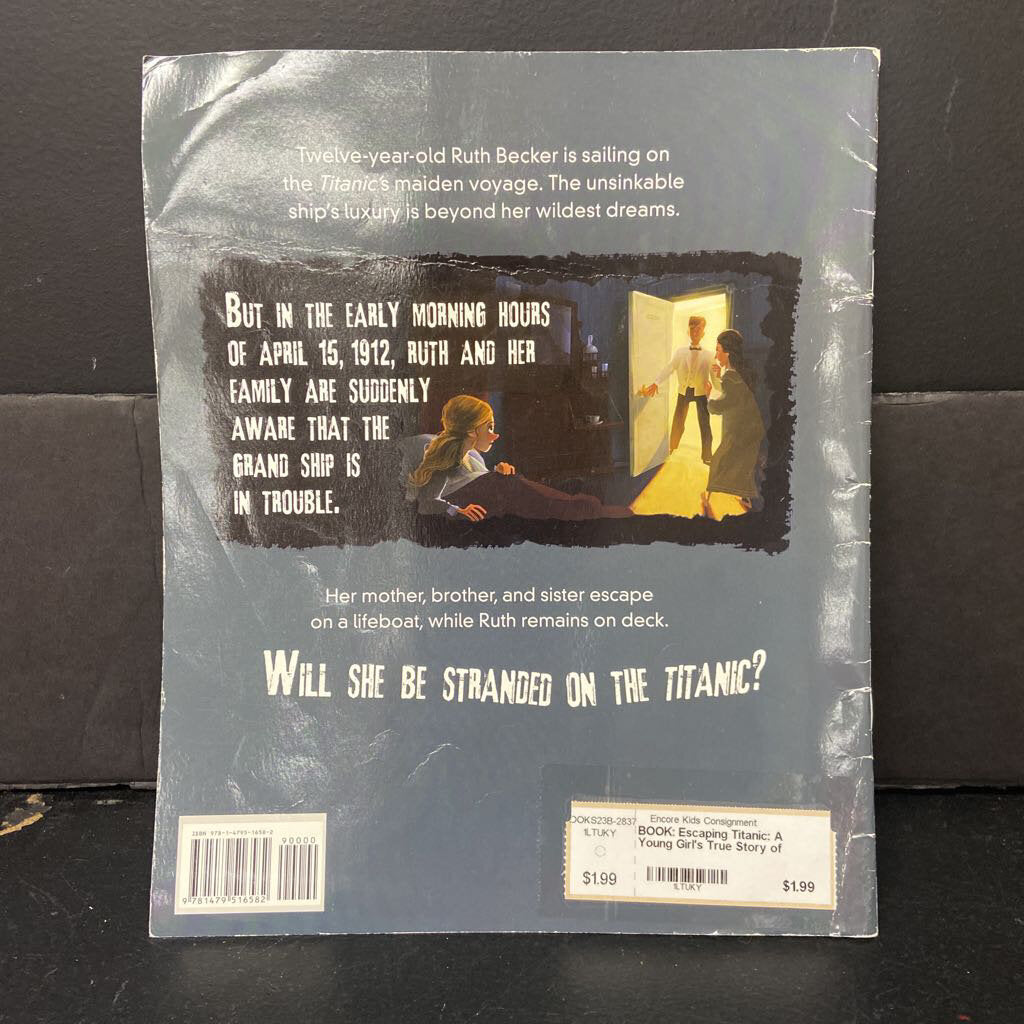 Twelve-year-old Ruth Becker is sailing on
the Titanic's maiden voyage. The unsinkable
ship's luxury is beyond her wildest dreams.
BUT IN THE EARLY MORNING HOURS
OF APRIL 15, 1912, RUTH AND HER
FAMILY ARE SUDDENLY
AWARE THAT THE
GRAND SHIP IS
IN TROUBLE.
Her mother, brother, and sister escape
on a lifeboat, while Ruth remains on deck.
WILL SHE BE STRANDED ON THE TITANIC?
ISBN 978-1-4795-1658-2
90000
9 781479 516582
OOKS23B-2837
1LTUKY
$1.99
Encore Kids Consignment
BOOK: Escaping Titanic: A
Young Girl's True Story of
1LTUKY
$1.99